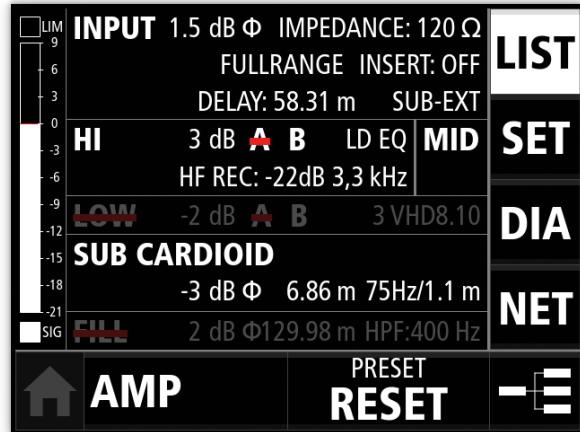 LIM
9
6
3
0
-3
-6
-9
-12
-15
-18
-21
SIG
INPUT 1.5 dB Φ IMPEDANCE: 120 Ω
FULLRANGE INSERT: OFF
DELAY: 58.31 m SUB-EXT
HI 3 dB A B LD EQ MID
HF REC: -22dB 3,3 kHz
LOW -2 dB A B 3 VHD8.10
SUB CARDIOID
-3 dB Φ 6.86 m 75Hz/1.1 m
FILL 2 dB Φ129.98 m HPF:400 Hz
LIST
SET
DIA
NET
AMP
PRESET
RESET